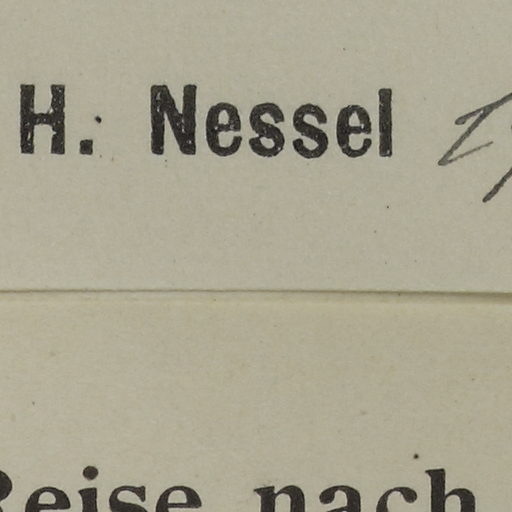 H. Nessel
Reise nach